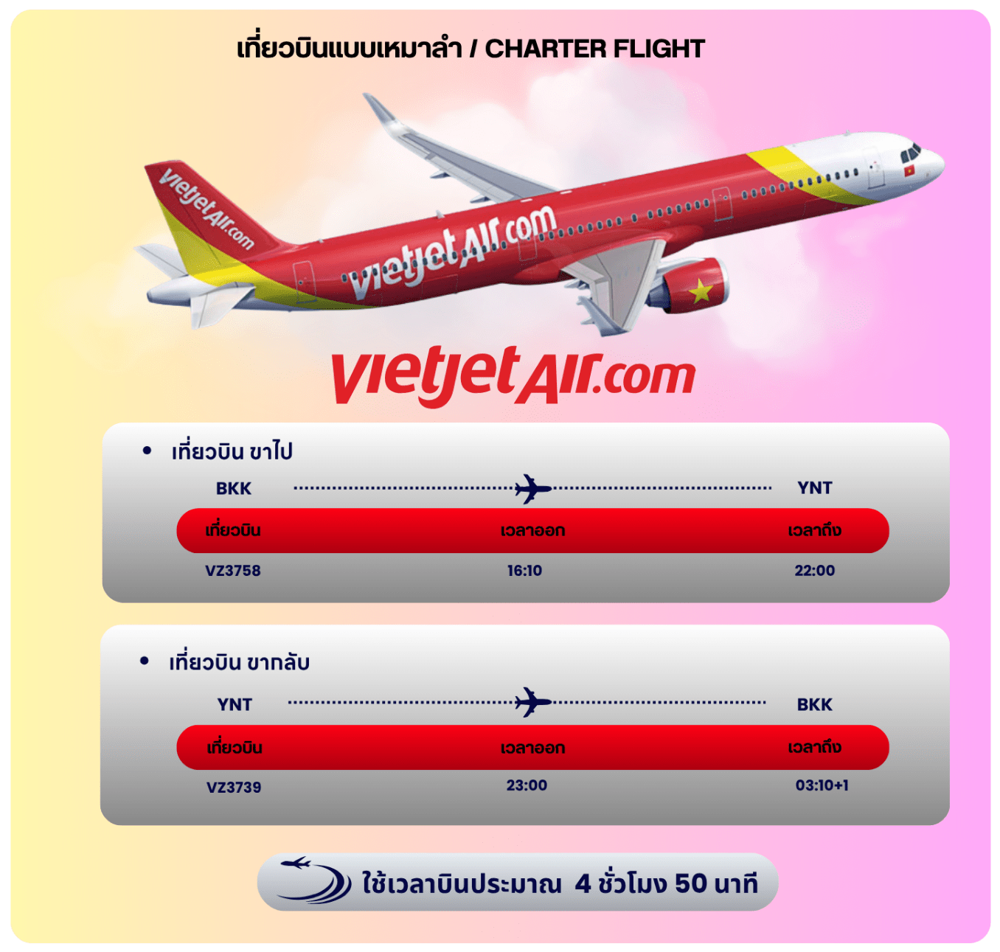 เที่ยวบินแบบเหมาลำ / CHARTER FLIGHT
vietjetAir.com
vietjetAir.com
vietjetAir.com
• เที่ยวบิน ขาไป
BKK YNT
เที่ยวบิน เวลาออก เวลาถึง
VZ3758 16:10 22:00
• เที่ยวบิน ขากลับ
YNT BKK
เที่ยวบิน เวลาออก เวลาถึง
VZ3739 23:00 03:10+1
ใช้เวลาบินประมาณ 4 ชั่วโมง 50 นาที